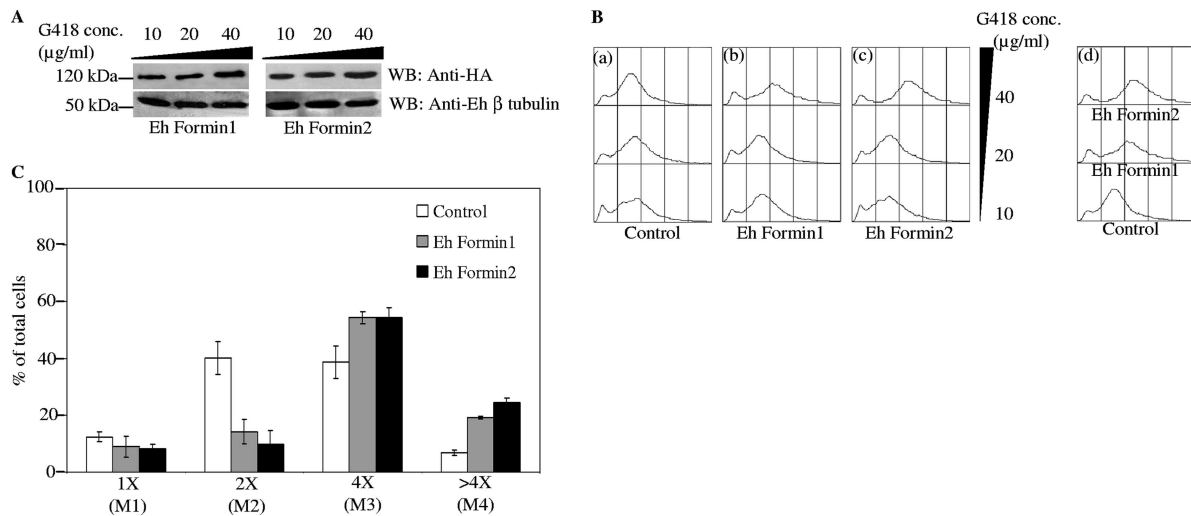 A
G418 conc.
(µg/ml)
10 20 40
10 20 40
120 kDa
WB: Anti-HA
50 kDa
WB: Anti-Eh β tubulin
Eh Formin1
Eh Formin2
B
G418 conc.
(µg/ml)
(a)
(b)
(c)
(d)
40
20
10
Control
Eh Formin1
Eh Formin2
Eh Formin2
Eh Formin1
Control
C
% of total cells
100
80
60
40
20
0
Control
Eh Formin1
Eh Formin2
1X
(M1)
2X
(M2)
4X
(M3)
>4X
(M4)